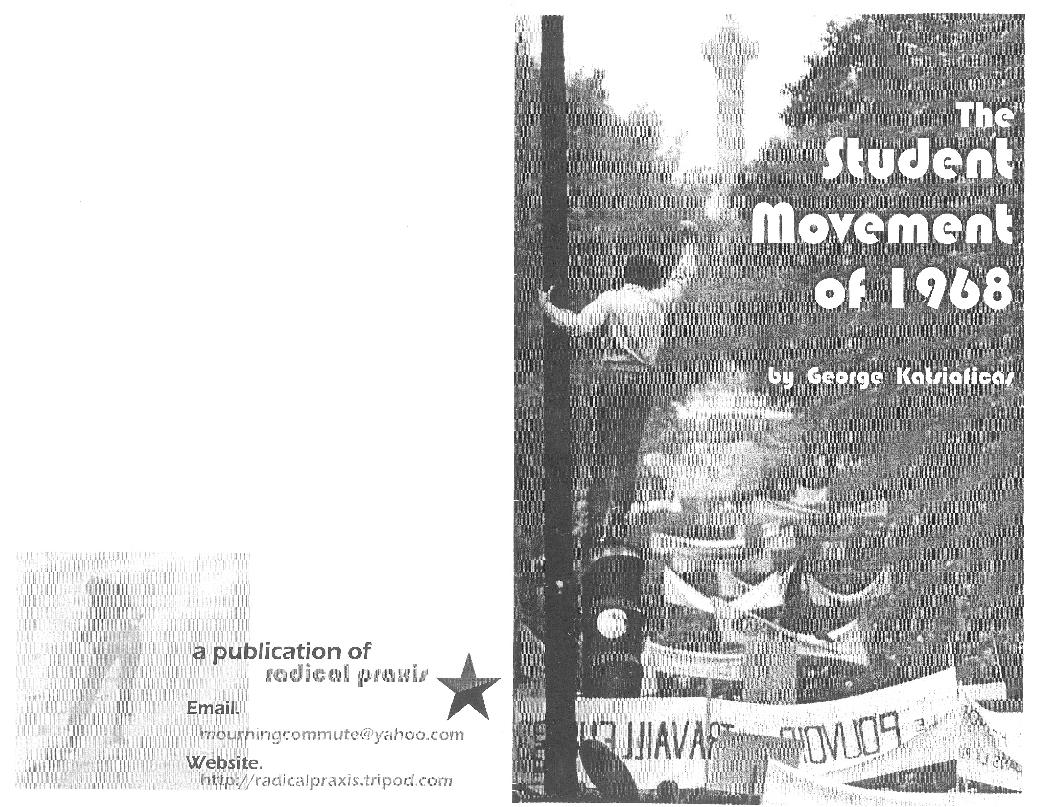 The
Student
Movement
of 1968
by George Katsiaficas
a publication of
radical praxis
Email.
mourningcommute@yahoo.com
Website.
http://radicalpraxis.tripod.com
POUVOIR